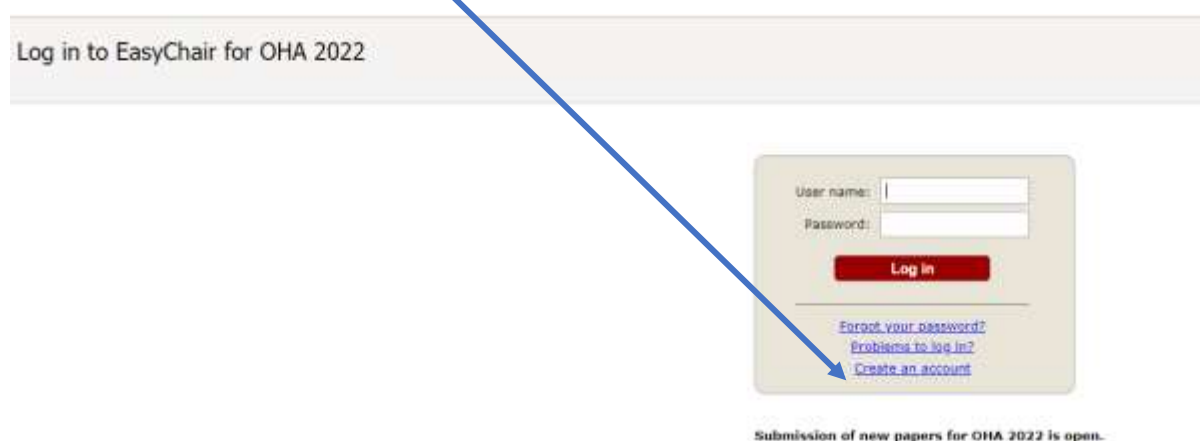 Log in to EasyChair for OHA 2022
User name:
Password:
Log in
Forgot your password?
Problems to log in?
Create an account
Submission of new papers for OHA 2022 is open.